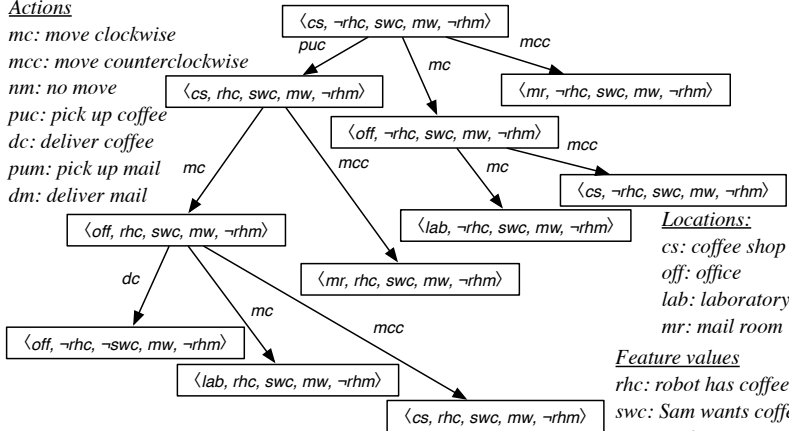 Actions
mc: move clockwise
mcc: move counterclockwise
nm: no move
puc: pick up coffee
dc: deliver coffee
pum: pick up mail
dm: deliver mail
⟨cs, ¬rhc, swc, mw, ¬rhm⟩
puc
mc
mcc
⟨cs, rhc, swc, mw, ¬rhm⟩
⟨mr, ¬rhc, swc, mw, ¬rhm⟩
⟨off, ¬rhc, swc, mw, ¬rhm⟩
mc
mcc
mc
mcc
⟨cs, ¬rhc, swc, mw, ¬rhm⟩
⟨off, rhc, swc, mw, ¬rhm⟩
⟨lab, ¬rhc, swc, mw, ¬rhm⟩
⟨mr, rhc, swc, mw, ¬rhm⟩
dc
mc
mcc
⟨off, ¬rhc, ¬swc, mw, ¬rhm⟩
⟨lab, rhc, swc, mw, ¬rhm⟩
⟨cs, rhc, swc, mw, ¬rhm⟩
Locations:
cs: coffee shop
off: office
lab: laboratory
mr: mail room
Feature values
rhc: robot has coffee
swc: Sam wants